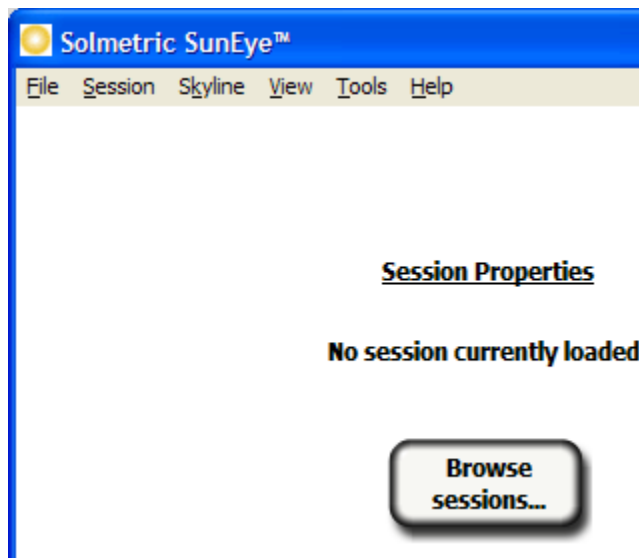 Solmetric SunEye™
File Session Skyline View Tools Help
Session Properties
No session currently loaded
Browse
sessions...